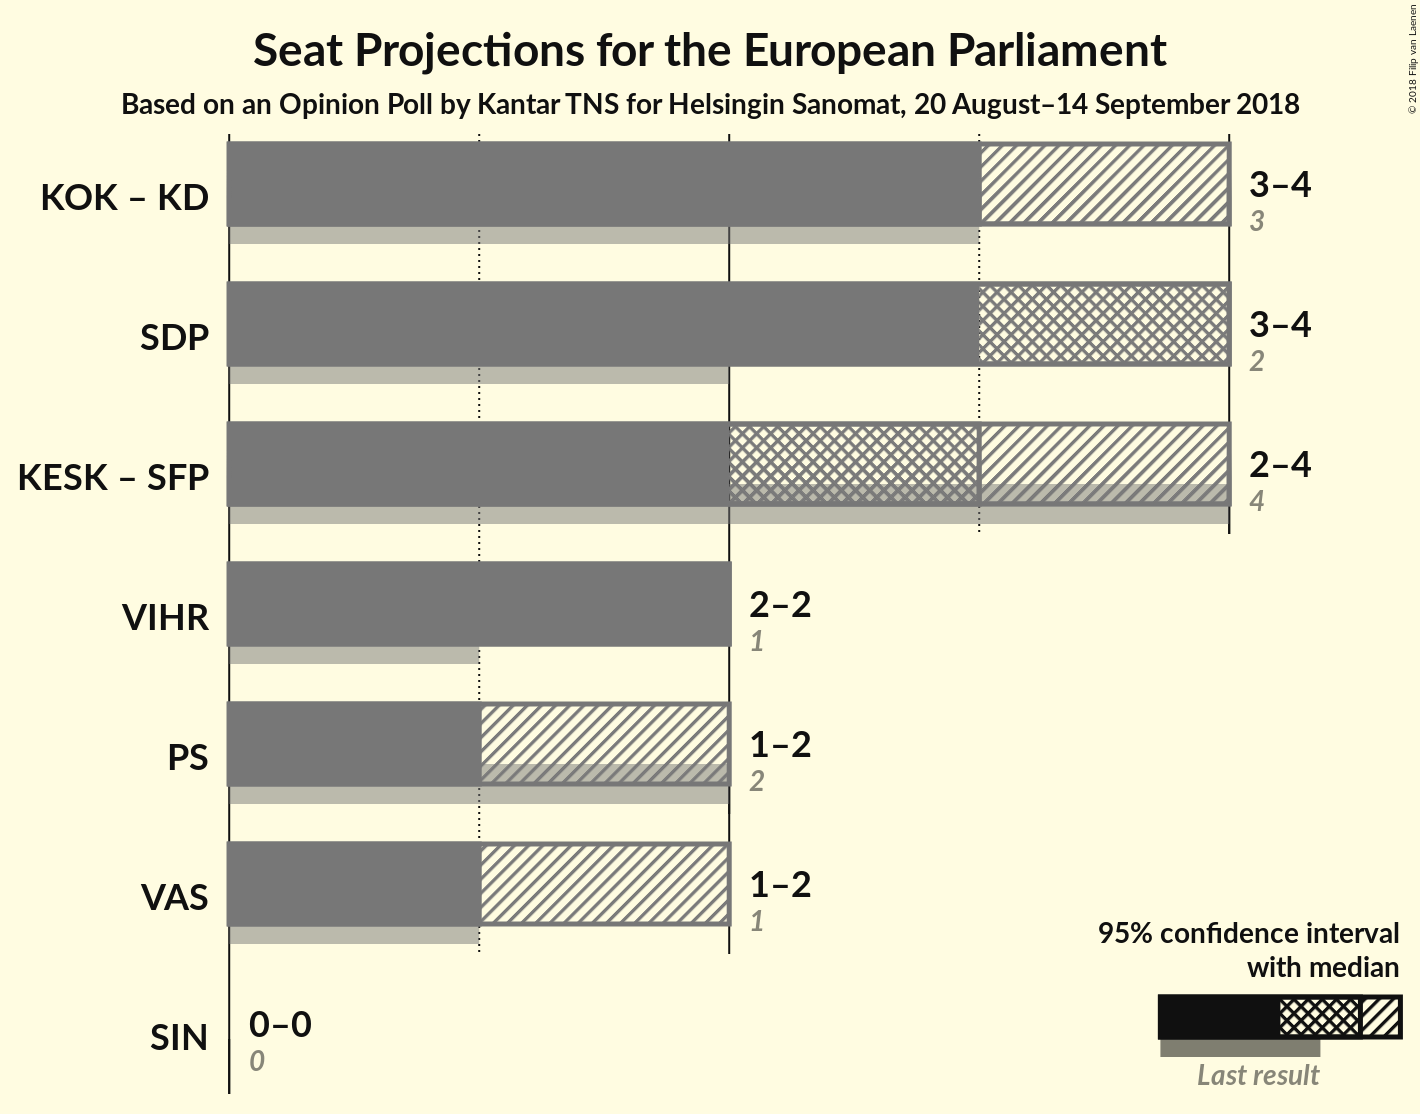 Seat Projections for the European Parliament
Based on an Opinion Poll by Kantar TNS for Helsingin Sanomat, 20 August–14 September 2018
© 2018 Filip van Laenen
KOK – KD
3–4
3
SDP
3–4
2
KESK – SFP
2–4
4
VIHR
2–2
1
PS
1–2
2
VAS
1–2
1
SIN
0–0
0
95% confidence interval
with median
Last result